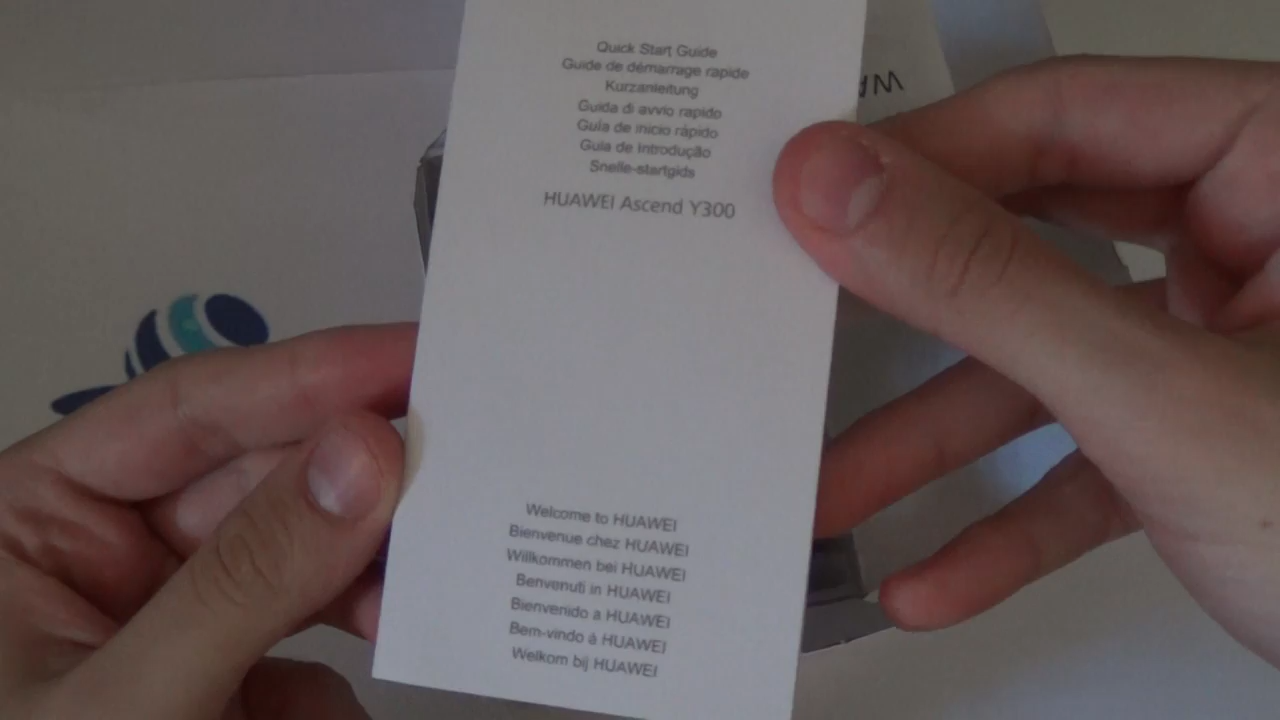 Quick Start Guide
Guide de démarrage rapide
Kurzanleitung
Guida di avvio rapido
Guía de inicio rápido
Guia de Introdução
Snelle-startgids
HUAWEI Ascend Y300
Welcome to HUAWEI
Bienvenue chez HUAWEI
Willkommen bei HUAWEI
Benvenuti in HUAWEI
Bienvenido a HUAWEI
Bem-vindo à HUAWEI
Welkom bij HUAWEI